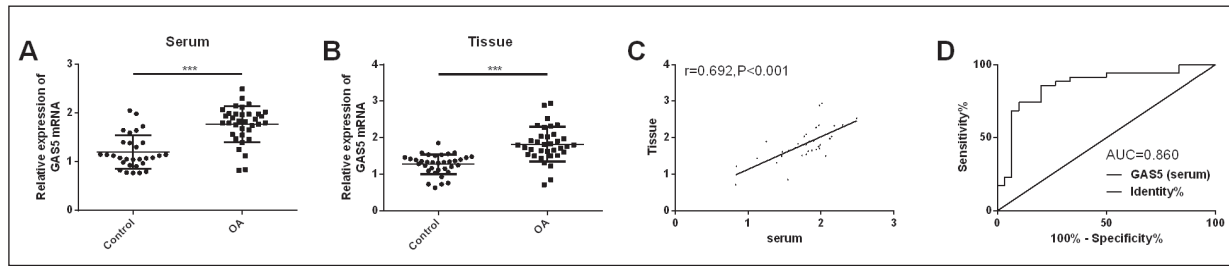 A
Serum
Relative expression of
GAS5 mRNA
3
2
1
0
***
Control
OA
B
Tissue
Relative expression of
GAS5 mRNA
4
3
2
1
0
***
Control
OA
C
r=0.692,P<0.001
Tissue
4
3
2
1
0
0
1
2
3
serum
D
Sensitivity%
100
50
0
AUC=0.860
GAS5 (serum)
Identity%
0
50
100
100% - Specificity%